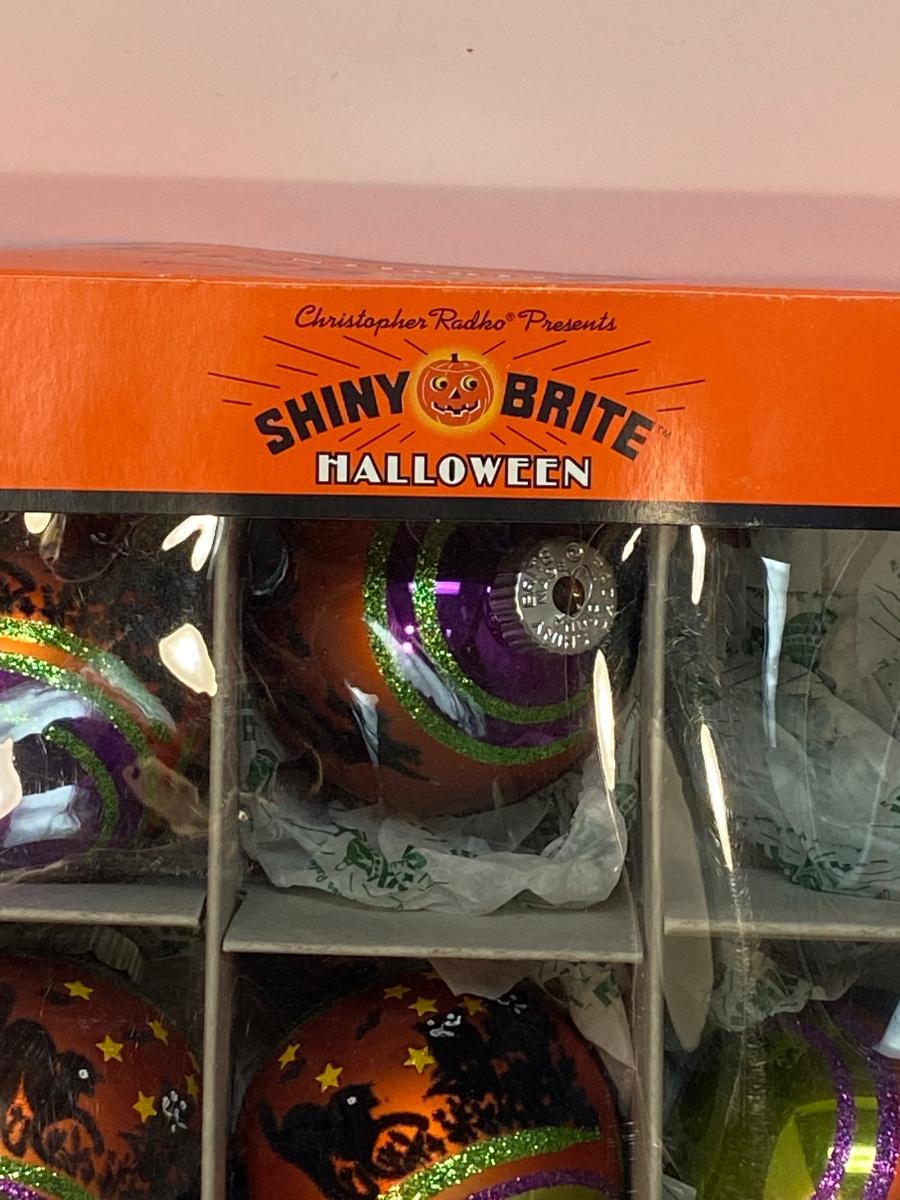 Christopher Radko® Presents
SHINY BRITE™
HALLOWEEN